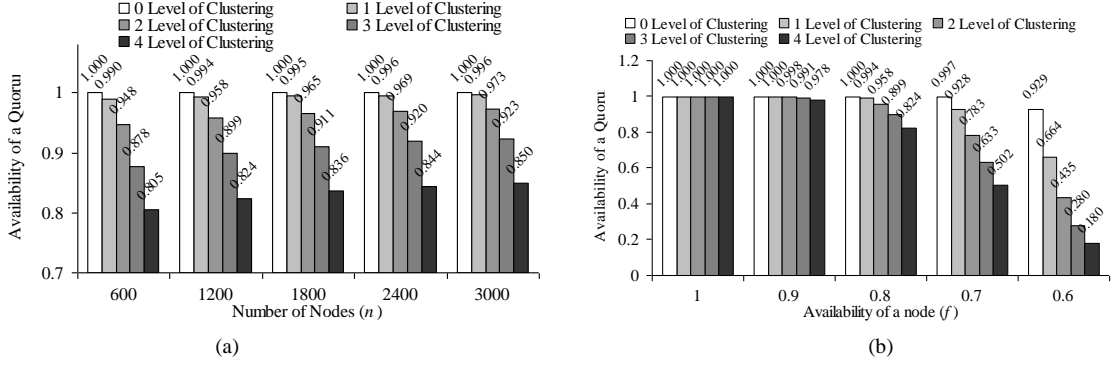 0 Level of Clustering 1 Level of Clustering
2 Level of Clustering 3 Level of Clustering
4 Level of Clustering
Availability of a Quoru
1
0.9
0.8
0.7
1.000 0.990 0.948 0.878 0.805
1.000 0.994 0.958 0.899 0.824
1.000 0.995 0.965 0.911 0.836
1.000 0.996 0.969 0.920 0.844
1.000 0.996 0.973 0.923 0.850
600 1200 1800 2400 3000
Number of Nodes (n )
(a)
0 Level of Clustering 1 Level of Clustering 2 Level of Clustering
3 Level of Clustering 4 Level of Clustering
Availability of a Quoru
1.2
1
0.8
0.6
0.4
0.2
0
1.000 1.000 1.000 1.000 1.000
1.000 1.000 0.998 0.991 0.978
1.000 0.994 0.958 0.899 0.824
0.997 0.928 0.783 0.633 0.502
0.929 0.664 0.435 0.280 0.180
1 0.9 0.8 0.7 0.6
Availability of a node (f )
(b)